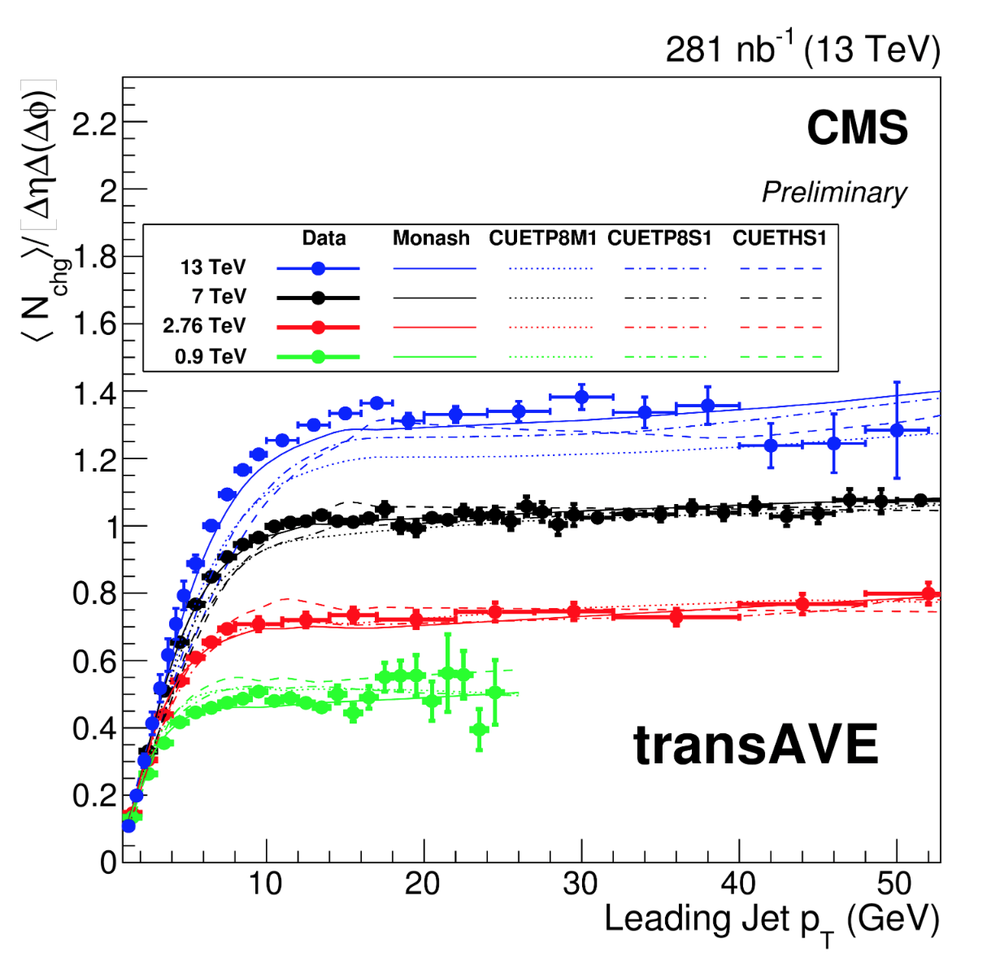 281 nb⁻¹ (13 TeV)
CMS
Preliminary
⟨ N_chg ⟩/[ΔηΔ(Δϕ)]
Data Monash CUETP8M1 CUETP8S1 CUETHS1
13 TeV
7 TeV
2.76 TeV
0.9 TeV
2.2
2
1.8
1.6
1.4
1.2
1
0.8
0.6
0.4
0.2
0
transAVE
10 20 30 40 50
Leading Jet p_T (GeV)